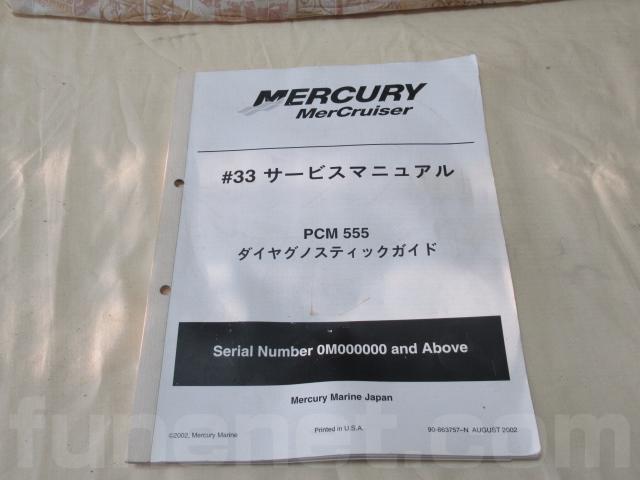 MERCURY
MerCruiser
#33 サービスマニュアル
PCM 555
ダイヤグノスティックガイド
Serial Number 0M000000 and Above
Mercury Marine Japan
©2002, Mercury Marine
Printed in U.S.A.
90-863757-N AUGUST 2002
funenet.com